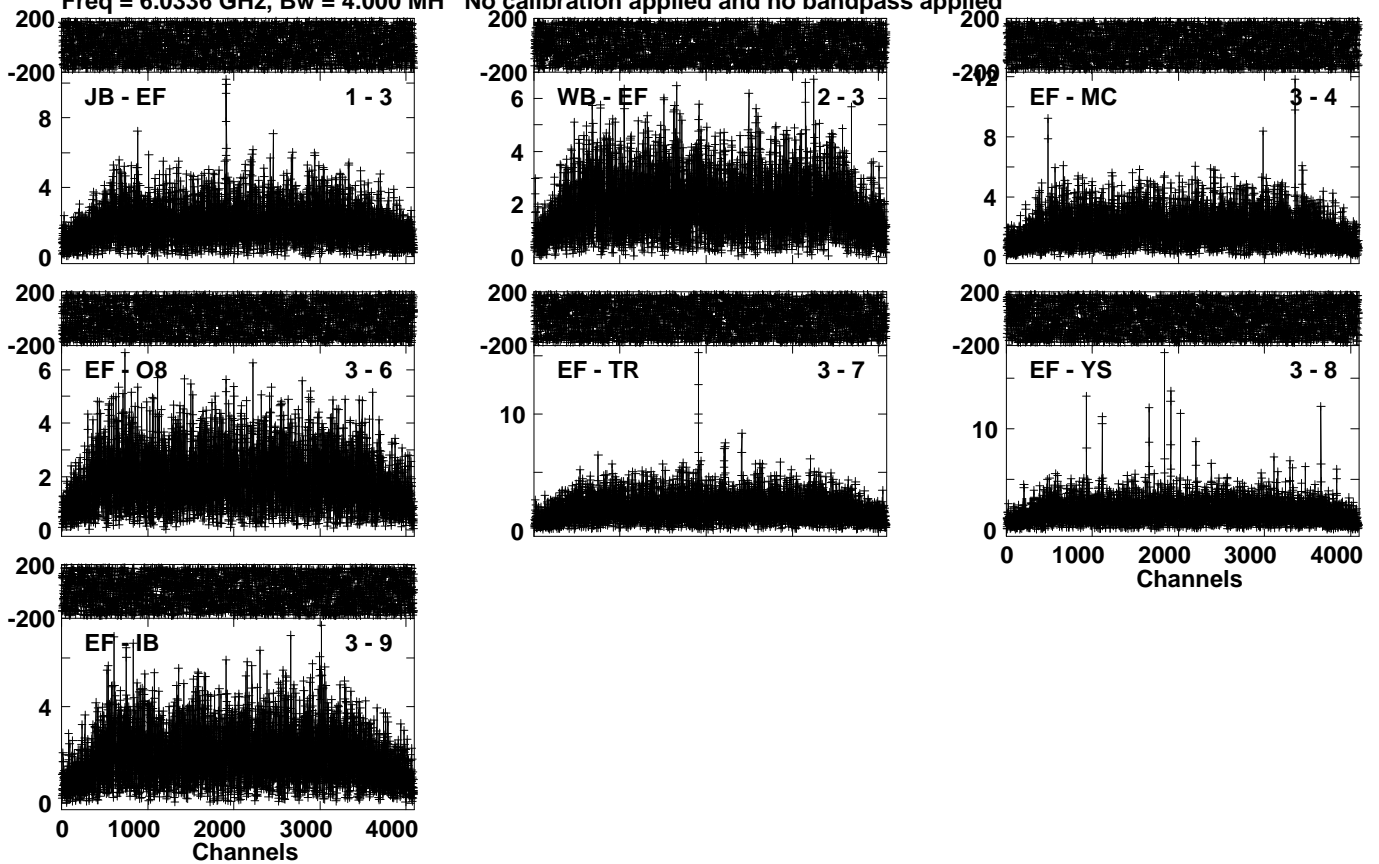 Freq = 6.0336 GHz, Bw = 4.000 MH No calibration applied and no bandpass applied
200 200 200
-200 -200 -200
12
JB - EF 1 - 3 WB - EF 2 - 3 EF - MC 3 - 4
8 6 8
4 4 4
2
0 0 0
200 200 200
-200 -200 -200
EF - O8 3 - 6 EF - TR 3 - 7 EF - YS 3 - 8
6 10 10
4
2
0 0 0
0 1000 2000 3000 4000
Channels
200
-200
EF - IB 3 - 9
4
0
0 1000 2000 3000 4000
Channels